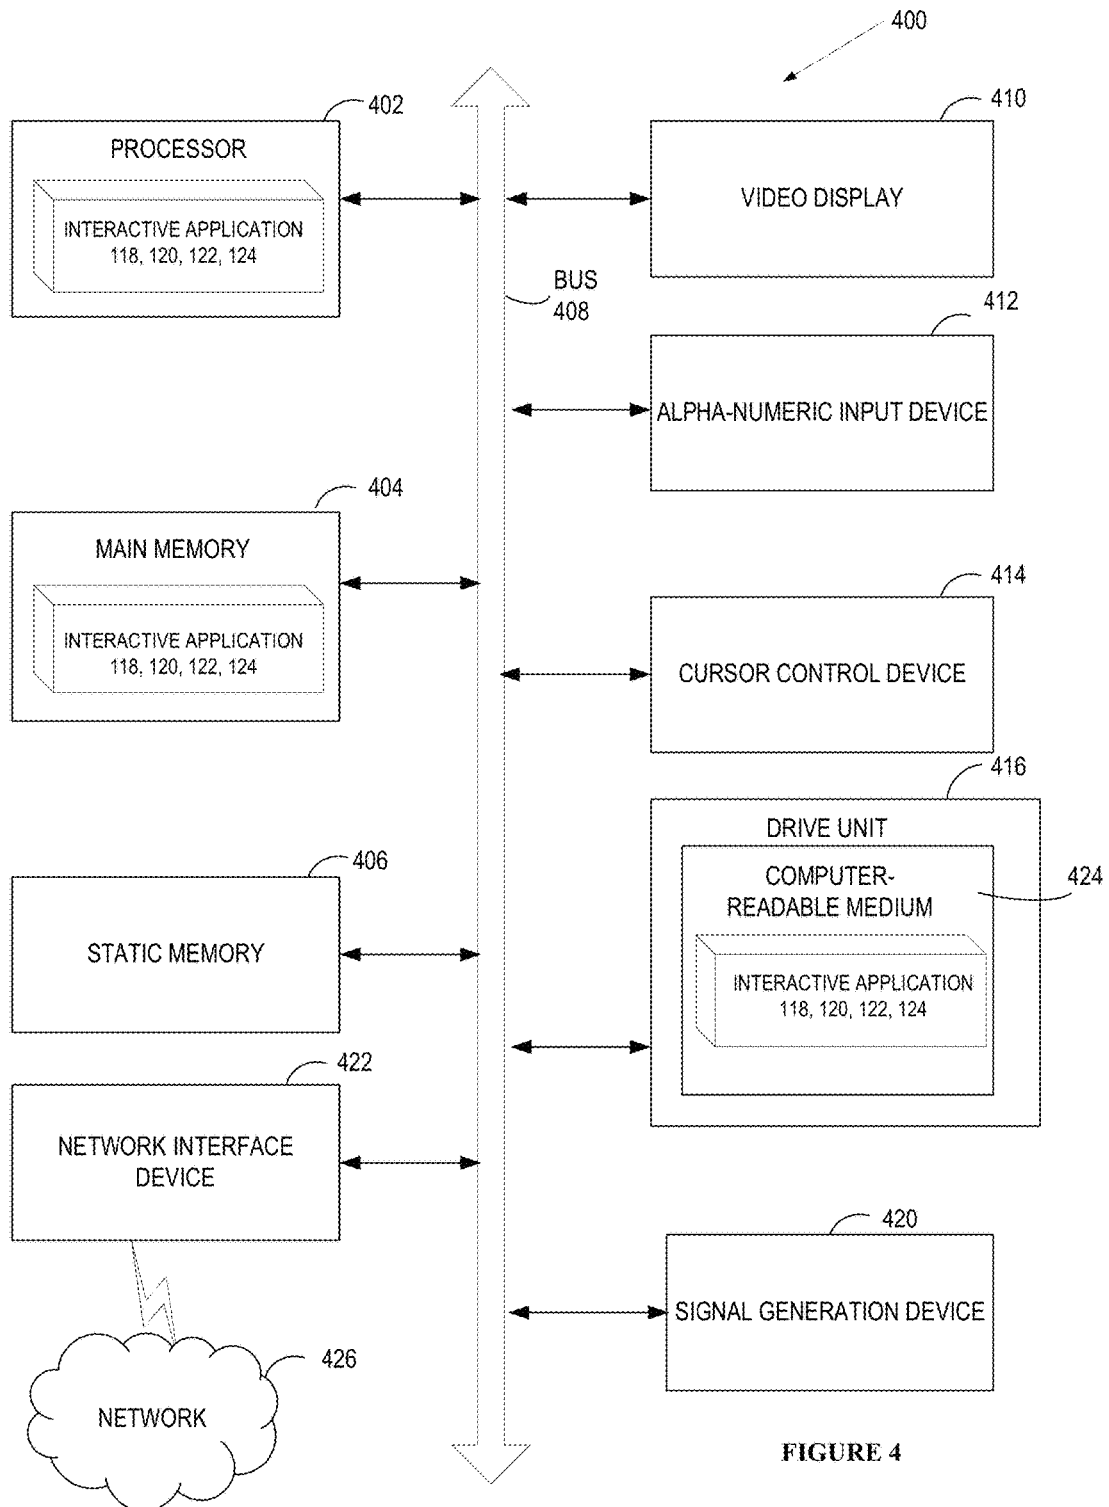 400
402
PROCESSOR
INTERACTIVE APPLICATION
118, 120, 122, 124
410
VIDEO DISPLAY
BUS
408
412
ALPHA-NUMERIC INPUT DEVICE
404
MAIN MEMORY
INTERACTIVE APPLICATION
118, 120, 122, 124
414
CURSOR CONTROL DEVICE
416
DRIVE UNIT
COMPUTER-
READABLE MEDIUM
424
INTERACTIVE APPLICATION
118, 120, 122, 124
406
STATIC MEMORY
422
NETWORK INTERFACE
DEVICE
420
SIGNAL GENERATION DEVICE
426
NETWORK
FIGURE 4